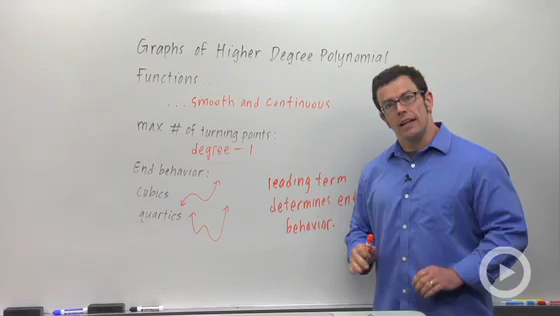 Graphs of Higher Degree Polynomial
Functions...
...smooth and continuous
max # of turning points:
degree - 1
End behavior:
cubics
quartics
leading term
determines en
behavior.